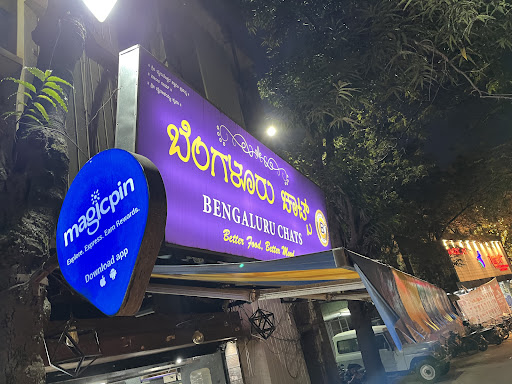 ಬೆಂಗಳೂರು ಚಾಟ್ಸ್
BENGALURU CHATS
Better Food, Better Mood
magicpin
Explore. Express. Earn Rewards.
Download app